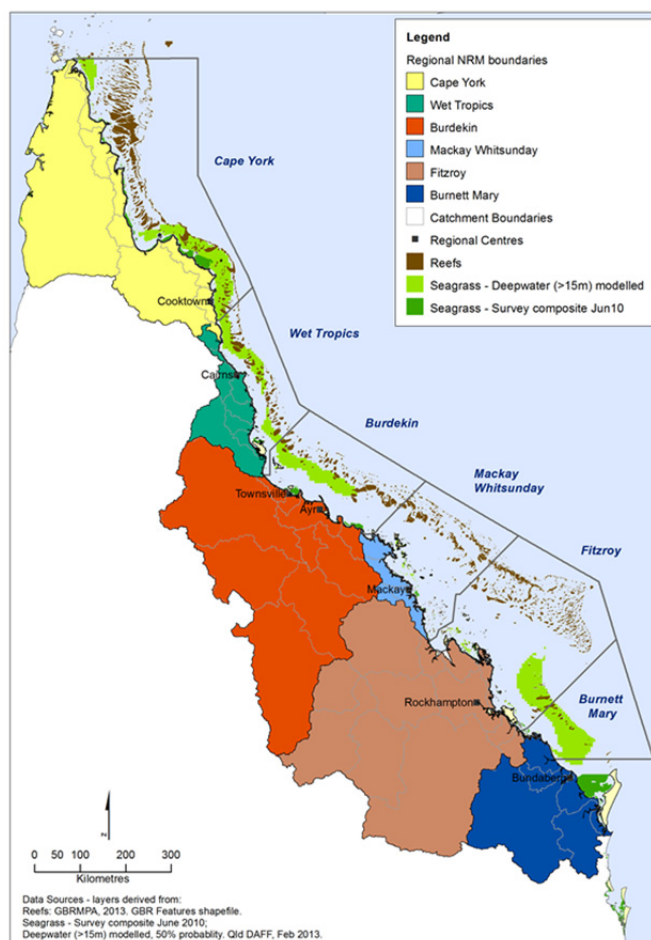 Legend
Regional NRM boundaries
Cape York
Wet Tropics
Burdekin
Mackay Whitsunday
Fitzroy
Burnett Mary
Catchment Boundaries
Regional Centres
Reefs
Seagrass - Deepwater (>15m) modelled
Seagrass - Survey composite Jun10
Cape York
Cooktown
Wet Tropics
Cairns
Burdekin
Mackay
Whitsunday
Townsville
Ayr
Fitzroy
Mackay
Rockhampton
Burnett
Mary
Bundaberg
N
0 50 100 200 300
Kilometres
Data Sources - layers derived from:
Reefs: GBRMPA, 2013. GBR Features shapefile.
Seagrass - Survey composite June 2010;
Deepwater (>15m) modelled, 50% probablity. Qld DAFF, Feb 2013.